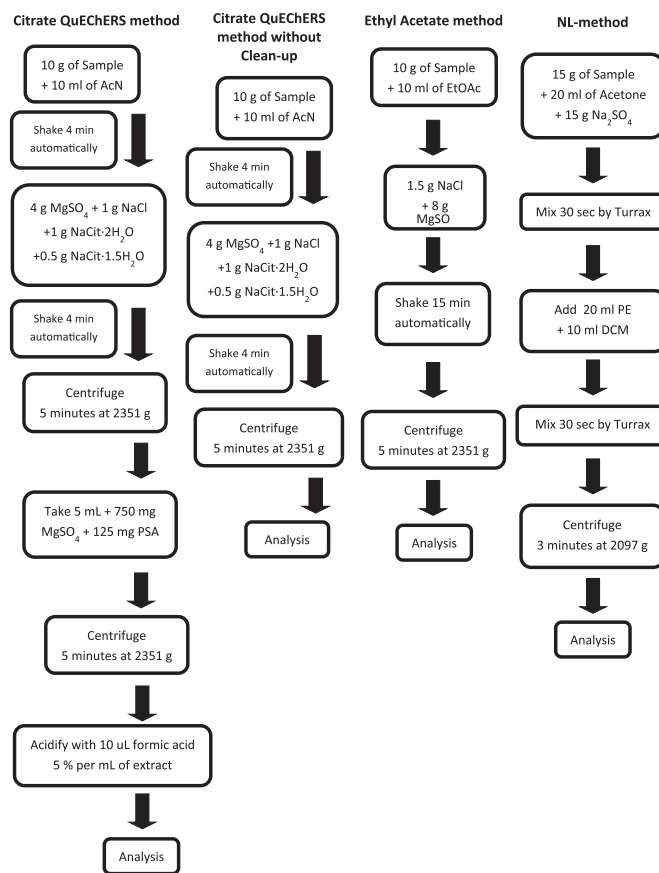 Citrate QuEChERS method
10 g of Sample
+ 10 ml of AcN
Shake 4 min
automatically
4 g MgSO4 + 1 g NaCl
+1 g NaCit·2H2O
+0.5 g NaCit·1.5H2O
Shake 4 min
automatically
Centrifuge
5 minutes at 2351 g
Take 5 mL + 750 mg
MgSO4 + 125 mg PSA
Centrifuge
5 minutes at 2351 g
Acidify with 10 uL formic acid
5 % per mL of extract
Analysis
Citrate QuEChERS
method without
Clean-up
10 g of Sample
+ 10 ml of AcN
Shake 4 min
automatically
4 g MgSO4 +1 g NaCl
+1 g NaCit·2H2O
+0.5 g NaCit·1.5H2O
Shake 4 min
automatically
Centrifuge
5 minutes at 2351 g
Analysis
Ethyl Acetate method
10 g of Sample
+ 10 ml of EtOAc
1.5 g NaCl
+ 8 g
MgSO
Shake 15 min
automatically
Centrifuge
5 minutes at 2351 g
Analysis
NL-method
15 g of Sample
+ 20 ml of Acetone
+ 15 g Na2SO4
Mix 30 sec by Turrax
Add 20 ml PE
+ 10 ml DCM
Mix 30 sec by Turrax
Centrifuge
3 minutes at 2097 g
Analysis